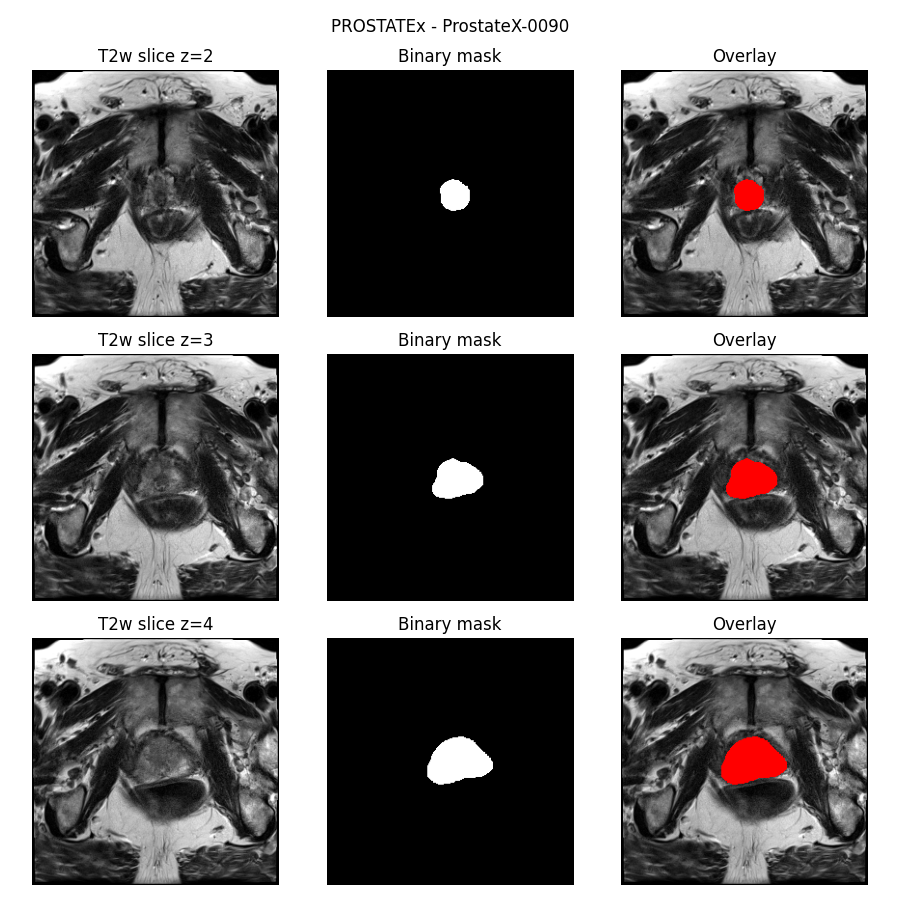 PROSTATEx - ProstateX-0090
T2w slice z=2
Binary mask
Overlay
T2w slice z=3
Binary mask
Overlay
T2w slice z=4
Binary mask
Overlay